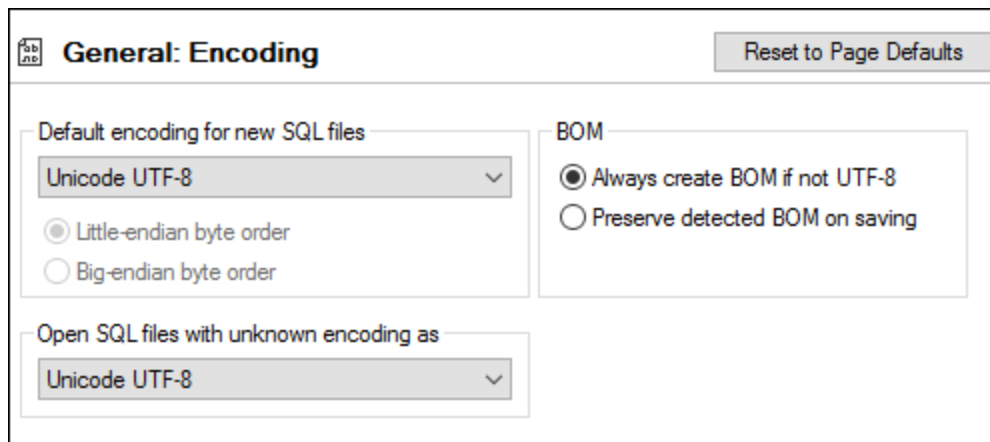 General: Encoding
Reset to Page Defaults
Default encoding for new SQL files
Unicode UTF-8
Little-endian byte order
Big-endian byte order
BOM
Always create BOM if not UTF-8
Preserve detected BOM on saving
Open SQL files with unknown encoding as
Unicode UTF-8